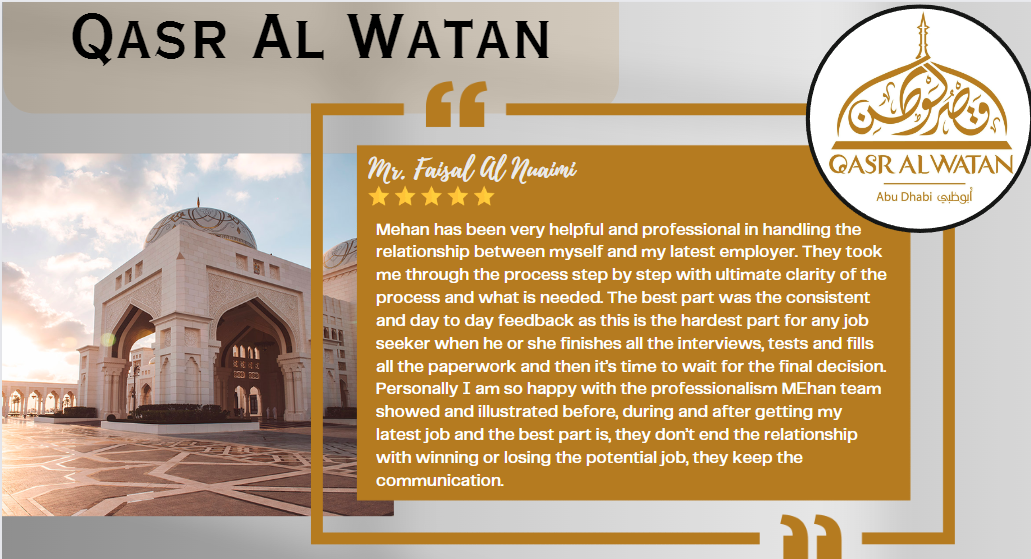 QASR AL WATAN
قصر الوطن
QASR AL WATAN
Abu Dhabi أبوظبي
Mr. Faisal Al Nuaimi
Mehan has been very helpful and professional in handling the
relationship between myself and my latest employer. They took
me through the process step by step with ultimate clarity of the
process and what is needed. The best part was the consistent
and day to day feedback as this is the hardest part for any job
seeker when he or she finishes all the interviews, tests and fills
all the paperwork and then it's time to wait for the final decision.
Personally I am so happy with the professionalism MEhan team
showed and illustrated before, during and after getting my
latest job and the best part is, they don't end the relationship
with winning or losing the potential job, they keep the
communication.